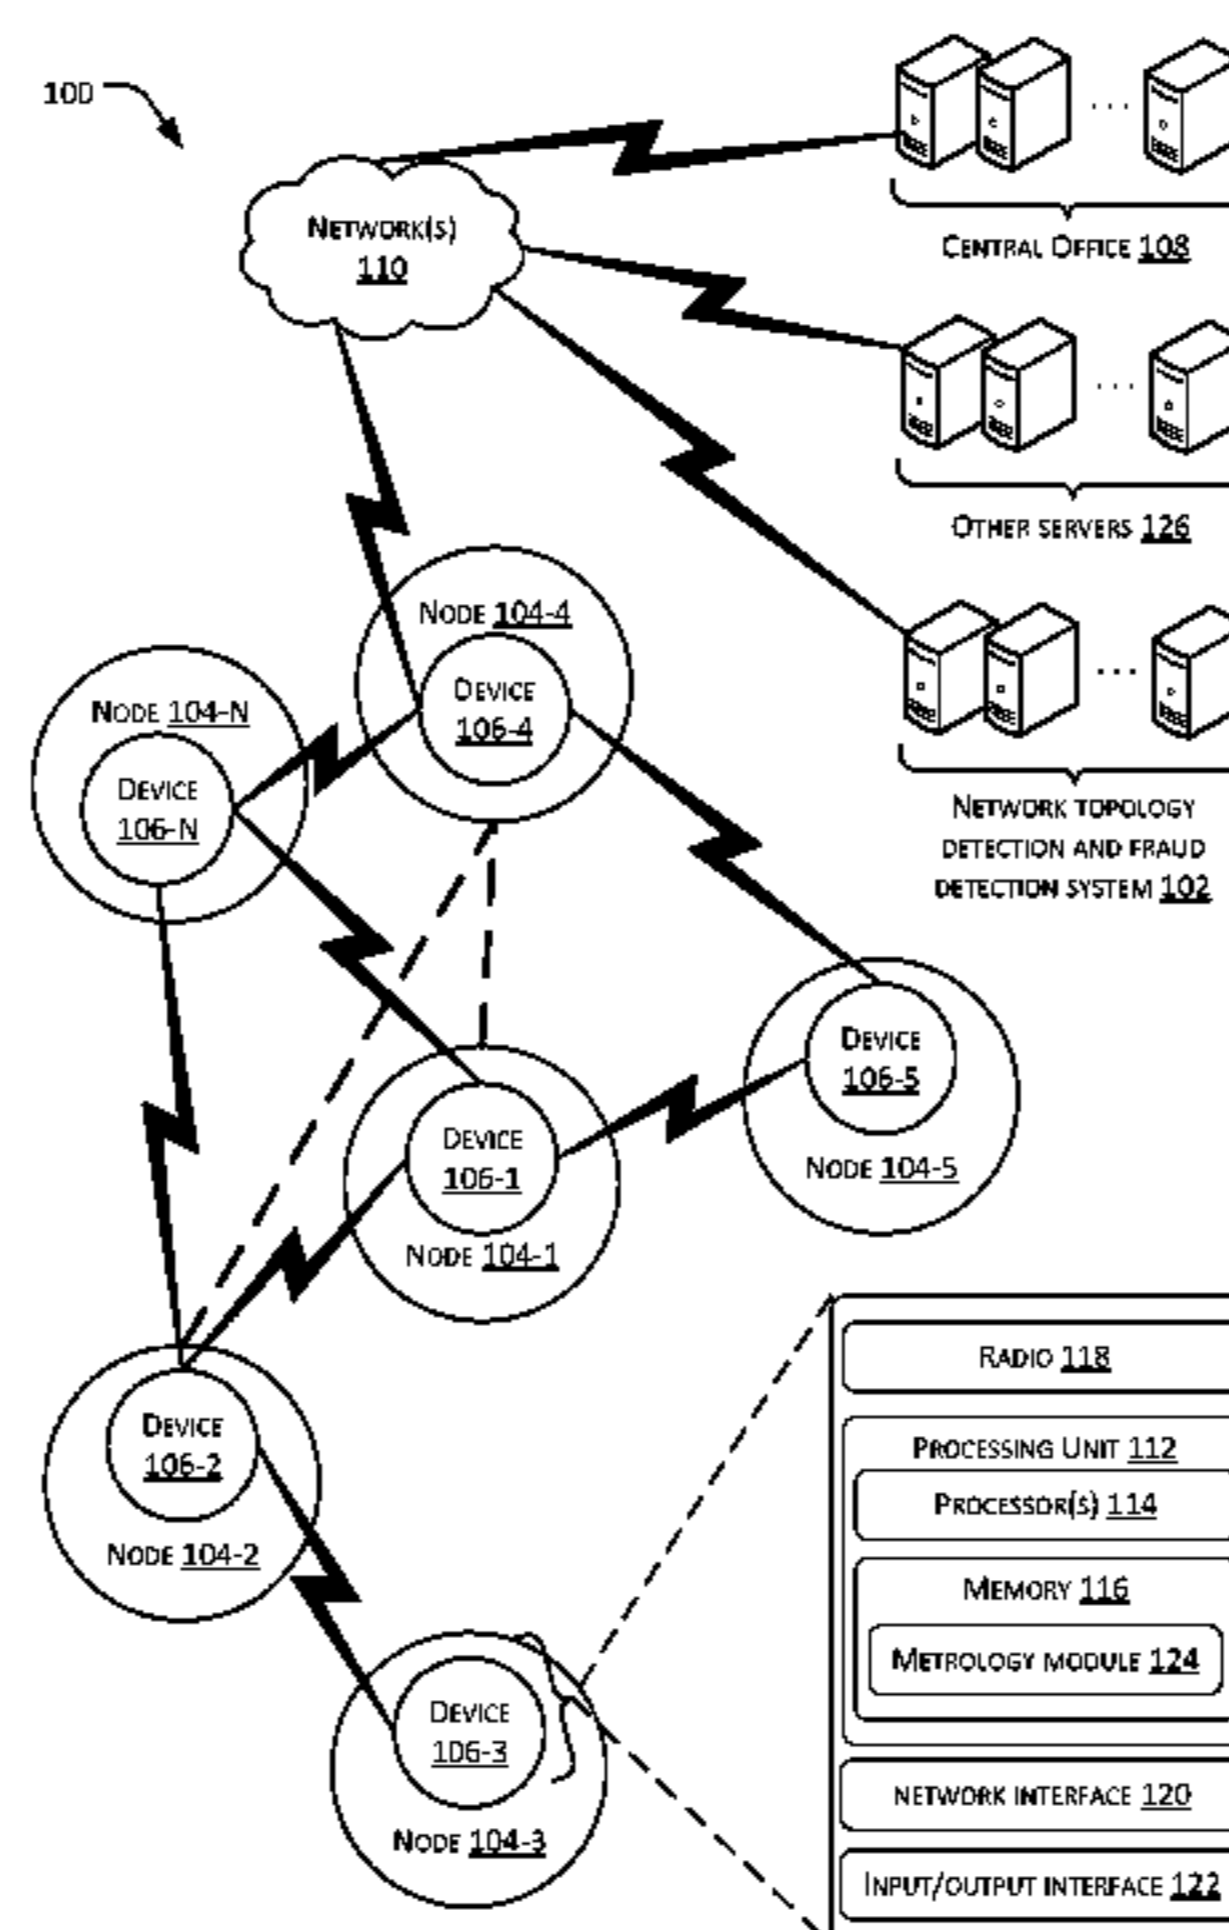 100
NETWORK(S)
110
CENTRAL OFFICE 108
OTHER SERVERS 126
NETWORK TOPOLOGY
DETECTION AND FRAUD
DETECTION SYSTEM 102
NODE 104-4
DEVICE
106-4
NODE 104-N
DEVICE
106-N
DEVICE
106-5
NODE 104-5
DEVICE
106-1
NODE 104-1
DEVICE
106-2
NODE 104-2
DEVICE
106-3
NODE 104-3
RADIO 118
PROCESSING UNIT 112
PROCESSOR(S) 114
MEMORY 116
METROLOGY MODULE 124
NETWORK INTERFACE 120
INPUT/OUTPUT INTERFACE 122